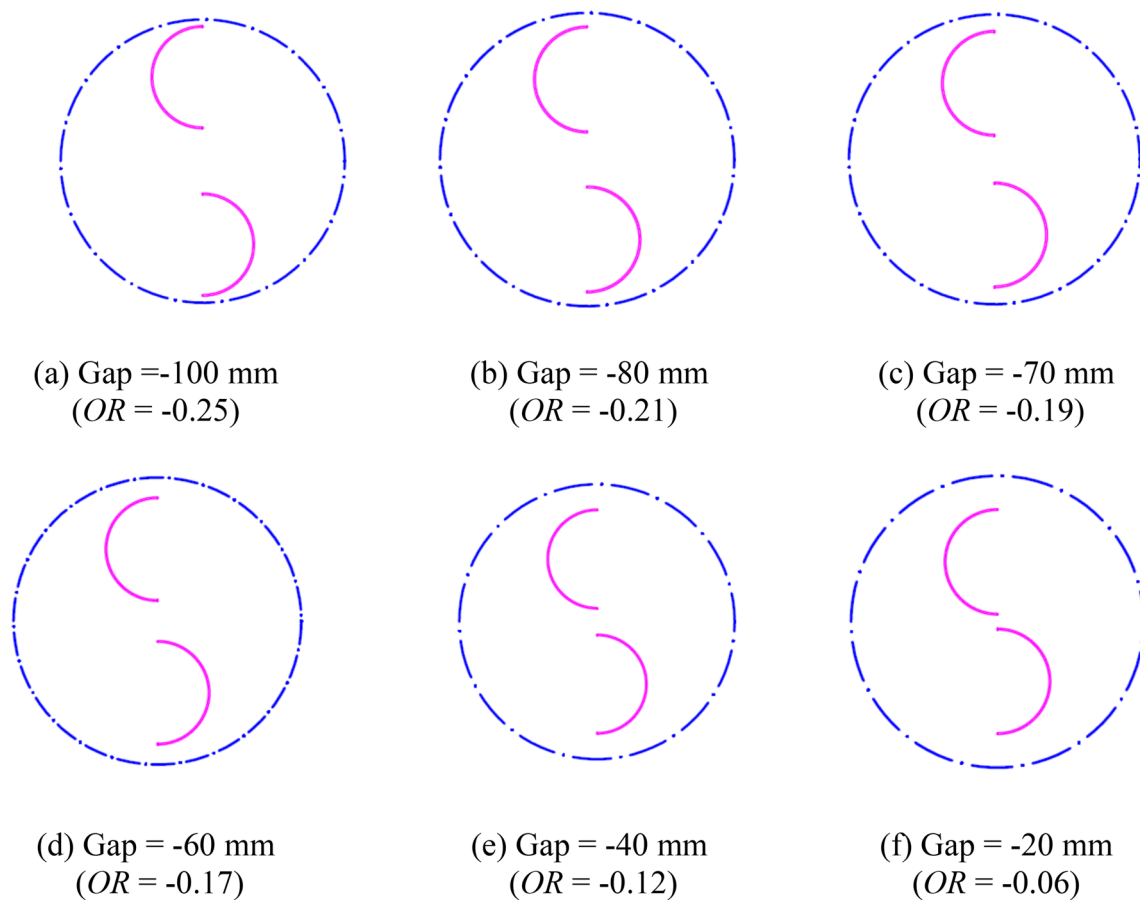 (a) Gap =-100 mm
(OR = -0.25)
(b) Gap = -80 mm
(OR = -0.21)
(c) Gap = -70 mm
(OR = -0.19)
(d) Gap = -60 mm
(OR = -0.17)
(e) Gap = -40 mm
(OR = -0.12)
(f) Gap = -20 mm
(OR = -0.06)